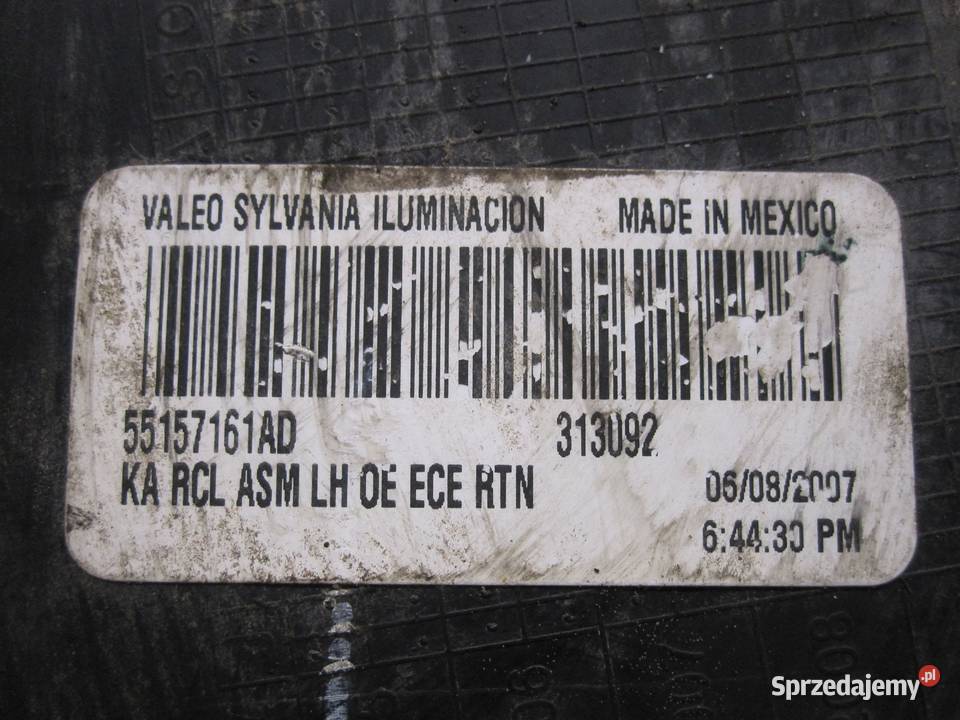 VALEO SYLVANIA ILUMINACION MADE IN MEXICO
55157161AD 313092
KA RCL ASM LH OE ECE RTN 06/08/2007
6:44:30 PM
08
Sprzedajemy.pl